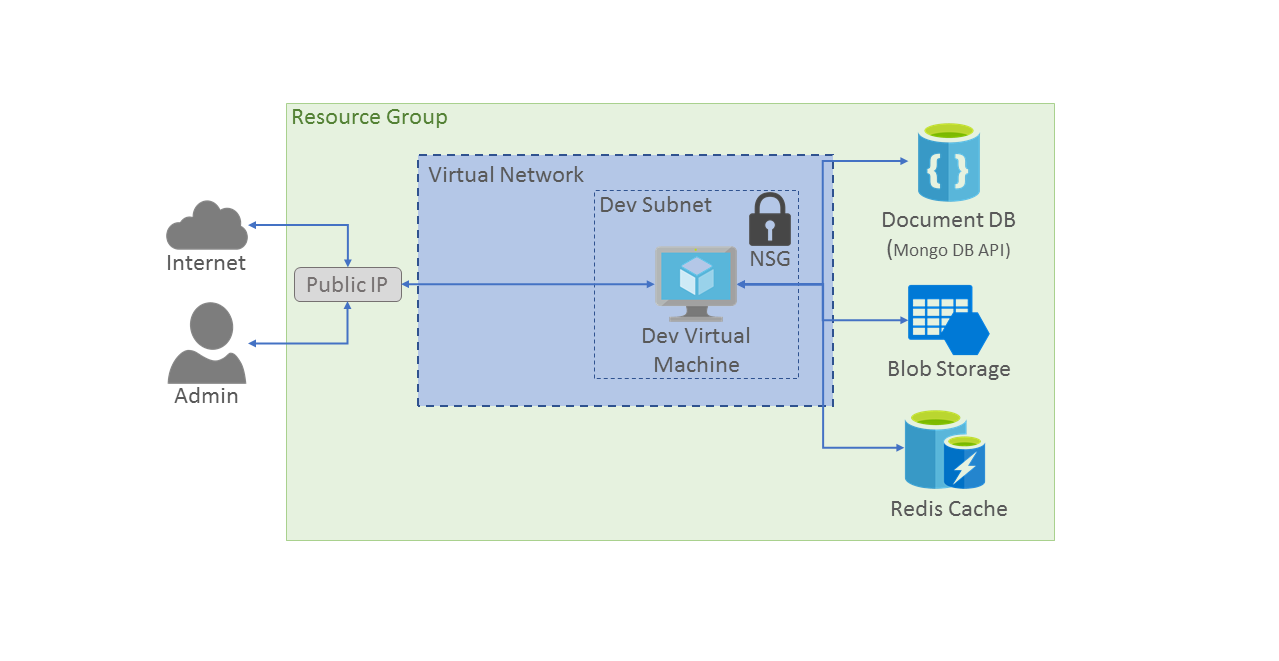 Resource Group
Virtual Network
Dev Subnet
NSG
Internet
Public IP
Admin
Dev Virtual
Machine
{ }
Document DB
(Mongo DB API)
Blob Storage
Redis Cache